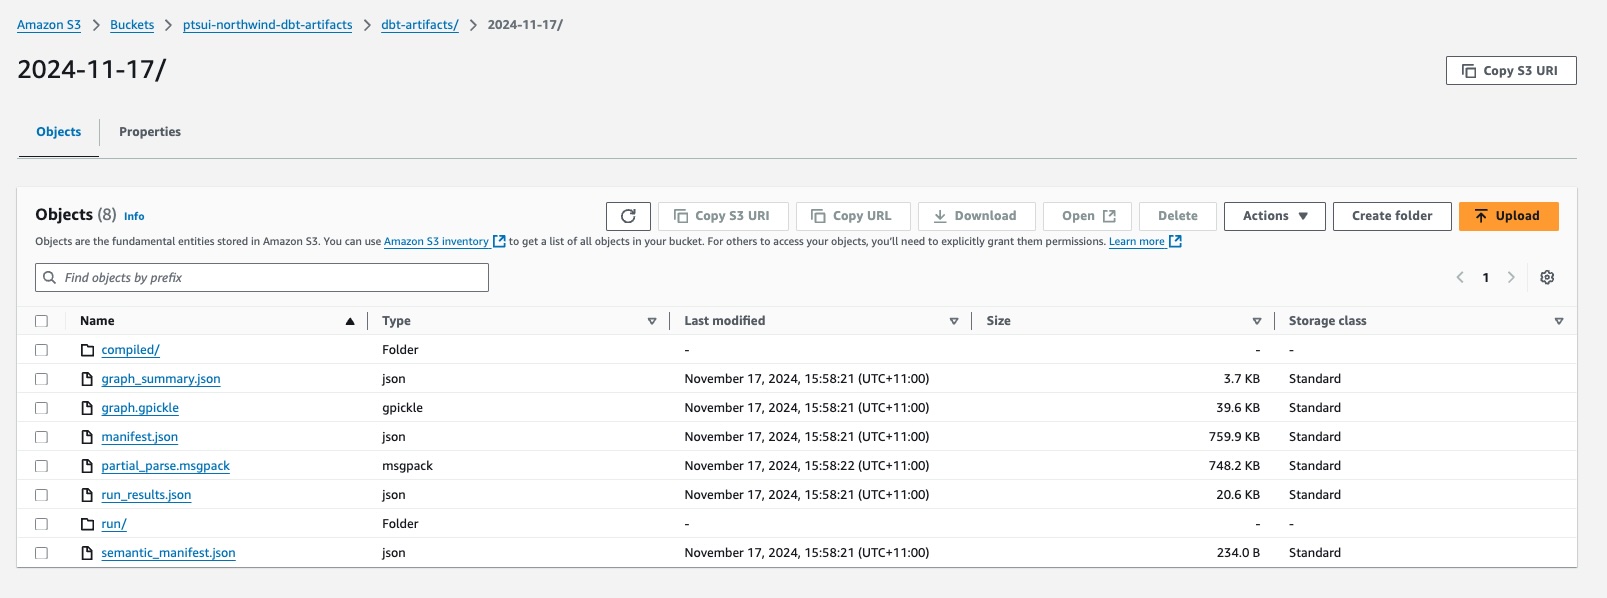 Amazon S3 > Buckets > ptsui-northwind-dbt-artifacts > dbt-artifacts/ > 2024-11-17/
2024-11-17/
Copy S3 URI
Objects Properties
Objects (8) Info
Copy S3 URI Copy URL Download Open Delete Actions Create folder Upload
Objects are the fundamental entities stored in Amazon S3. You can use Amazon S3 inventory to get a list of all objects in your bucket. For others to access your objects, you'll need to explicitly grant them permissions. Learn more
Find objects by prefix
1
Name Type Last modified Size Storage class
compiled/ Folder - - -
graph_summary.json json November 17, 2024, 15:58:21 (UTC+11:00) 3.7 KB Standard
graph.gpickle gpickle November 17, 2024, 15:58:21 (UTC+11:00) 39.6 KB Standard
manifest.json json November 17, 2024, 15:58:21 (UTC+11:00) 759.9 KB Standard
partial_parse.msgpack msgpack November 17, 2024, 15:58:22 (UTC+11:00) 748.2 KB Standard
run_results.json json November 17, 2024, 15:58:21 (UTC+11:00) 20.6 KB Standard
run/ Folder - - -
semantic_manifest.json json November 17, 2024, 15:58:21 (UTC+11:00) 234.0 B Standard